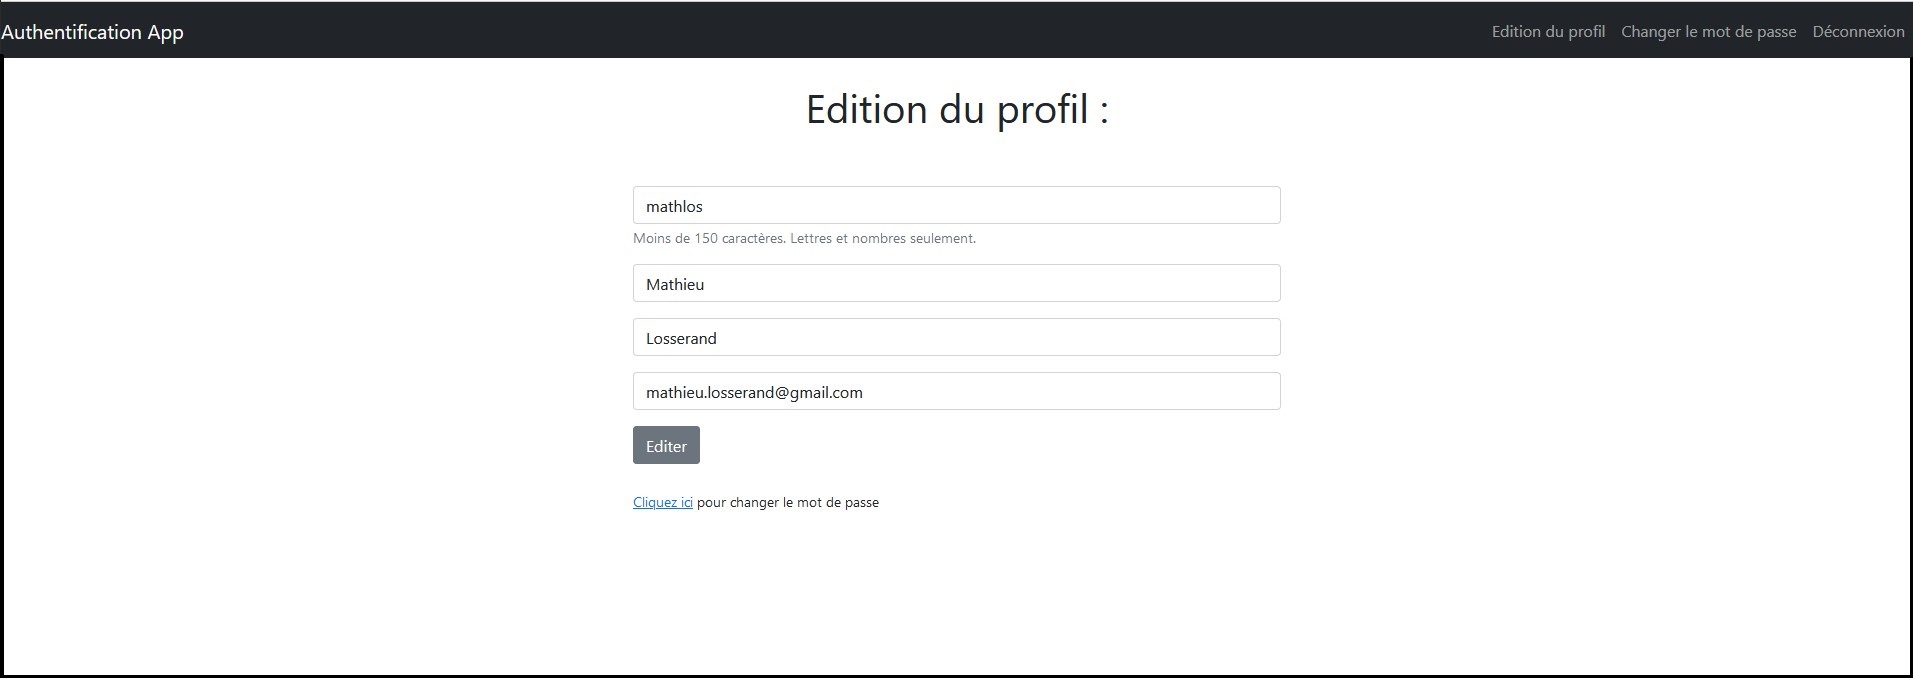 Authentification App
Edition du profil Changer le mot de passe Déconnexion
Edition du profil :
mathlos
Moins de 150 caractères. Lettres et nombres seulement.
Mathieu
Losserand
mathieu.losserand@gmail.com
Editer
Cliquez ici pour changer le mot de passe